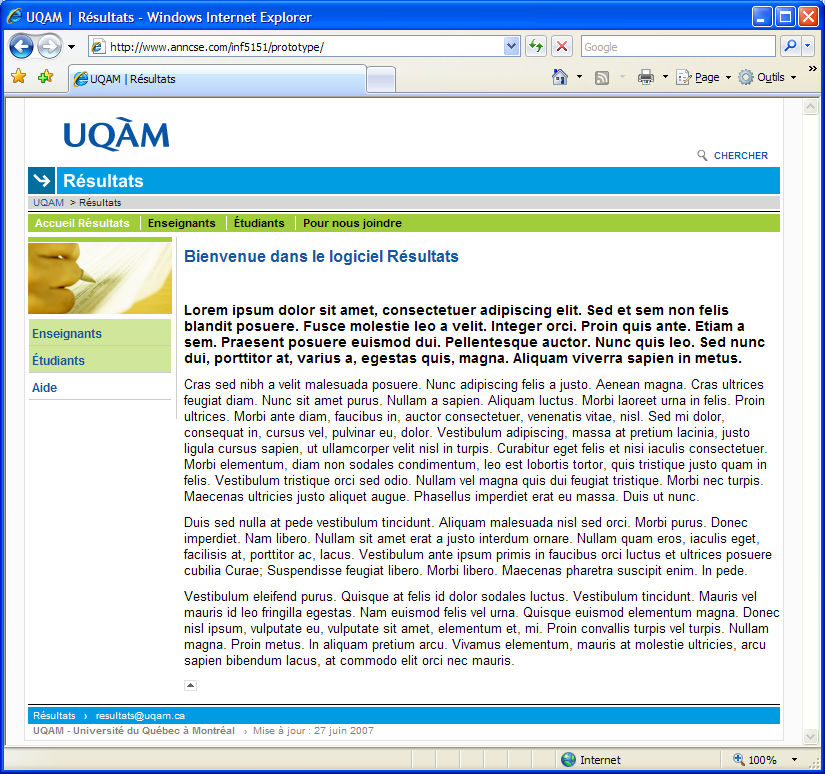 UQAM | Résultats - Windows Internet Explorer
http://www.anncse.com/inf5151/prototype/
Google
UQAM | Résultats
Page
Outils
»
UQÀM
CHERCHER
Résultats
UQAM > Résultats
Accueil Résultats
Enseignants
Étudiants
Pour nous joindre
Enseignants
Étudiants
Aide
Bienvenue dans le logiciel Résultats
Lorem ipsum dolor sit amet, consectetuer adipiscing elit. Sed et sem non felis
blandit posuere. Fusce molestie leo a velit. Integer orci. Proin quis ante. Etiam a
sem. Praesent posuere euismod dui. Pellentesque auctor. Nunc quis leo. Sed nunc
dui, porttitor at, varius a, egestas quis, magna. Aliquam viverra sapien in metus.
Cras sed nibh a velit malesuada posuere. Nunc adipiscing felis a justo. Aenean magna. Cras ultrices
feugiat diam. Nunc sit amet purus. Nullam a sapien. Aliquam luctus. Morbi laoreet urna in felis. Proin
ultrices. Morbi ante diam, faucibus in, auctor consectetuer, venenatis vitae, nisl. Sed mi dolor,
consequat in, cursus vel, pulvinar eu, dolor. Vestibulum adipiscing, massa at pretium lacinia, justo
ligula cursus sapien, ut ullamcorper velit nisl in turpis. Curabitur eget felis et nisi iaculis consectetuer.
Morbi elementum, diam non sodales condimentum, leo est lobortis tortor, quis tristique justo quam in
felis. Vestibulum tristique orci sed odio. Nullam vel magna quis dui feugiat tristique. Morbi nec turpis.
Maecenas ultricies justo aliquet augue. Phasellus imperdiet erat eu massa. Duis ut nunc.
Duis sed nulla at pede vestibulum tincidunt. Aliquam malesuada nisl sed orci. Morbi purus. Donec
imperdiet. Nam libero. Nullam sit amet erat a justo interdum ornare. Nullam quam eros, iaculis eget,
facilisis at, porttitor ac, lacus. Vestibulum ante ipsum primis in faucibus orci luctus et ultrices posuere
cubilia Curae; Suspendisse feugiat libero. Morbi libero. Maecenas pharetra suscipit enim. In pede.
Vestibulum eleifend purus. Quisque at felis id dolor sodales luctus. Vestibulum tincidunt. Mauris vel
mauris id leo fringilla egestas. Nam euismod felis vel urna. Quisque euismod elementum magna. Donec
nisl ipsum, vulputate eu, vulputate sit amet, elementum et, mi. Proin convallis turpis vel turpis. Nullam
magna. Proin metus. In aliquam pretium arcu. Vivamus elementum, mauris at molestie ultricies, arcu
sapien bibendum lacus, at commodo elit orci nec mauris.
Résultats › resultats@uqam.ca
UQAM - Université du Québec à Montréal › Mise à jour : 27 juin 2007
Internet
100%